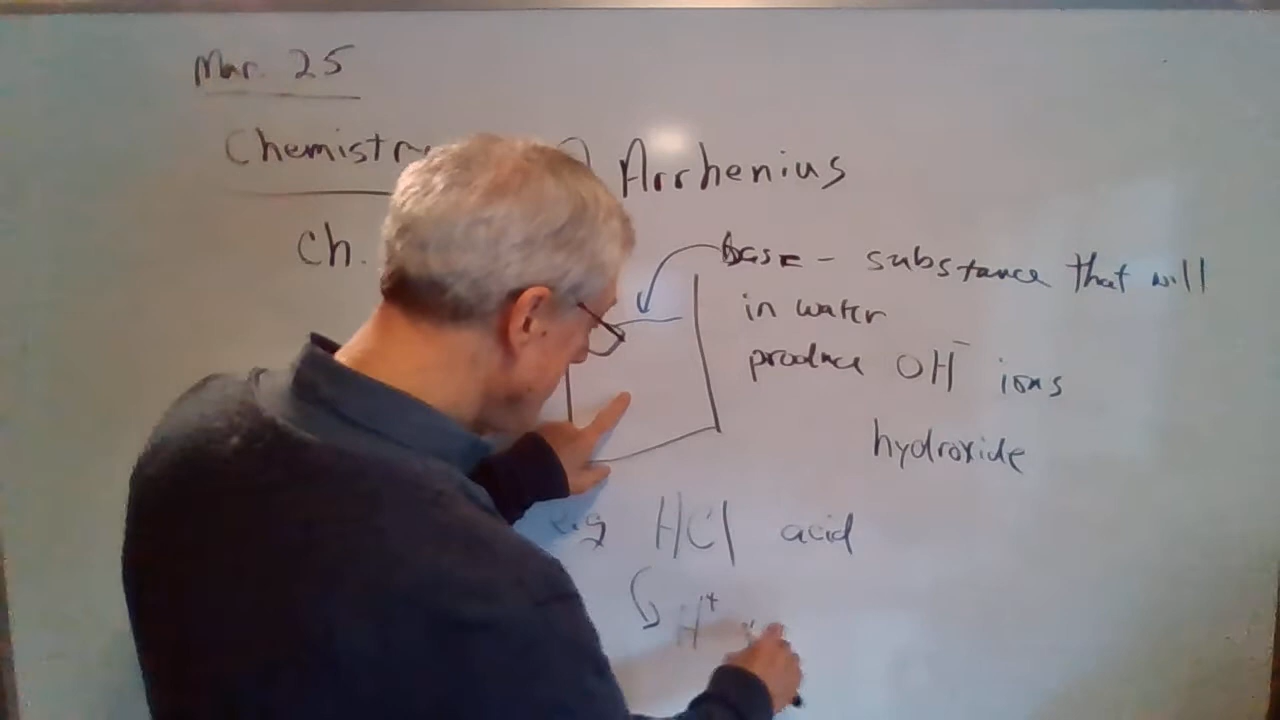 Mar. 25
Chemistr
Arrhenius
Ch.
Base - substance that will
in water
produce OH⁻ ions
hydroxide
e.g HCl acid
H⁺